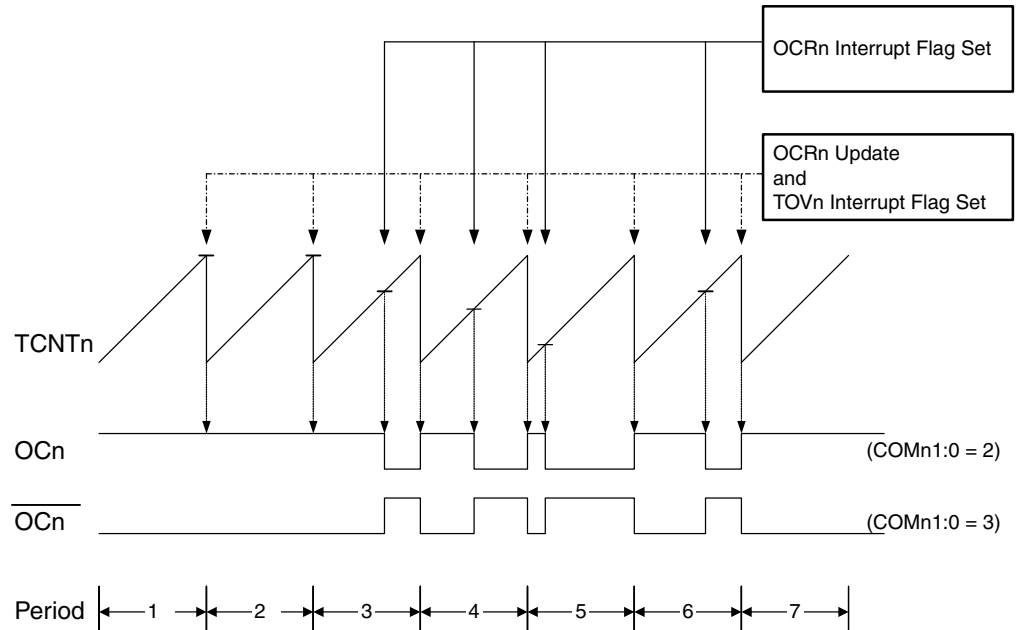 OCRn Interrupt Flag Set
OCRn Update
and
TOVn Interrupt Flag Set
TCNTn
OCn
(COMn1:0 = 2)
OCn
(COMn1:0 = 3)
Period
1
2
3
4
5
6
7